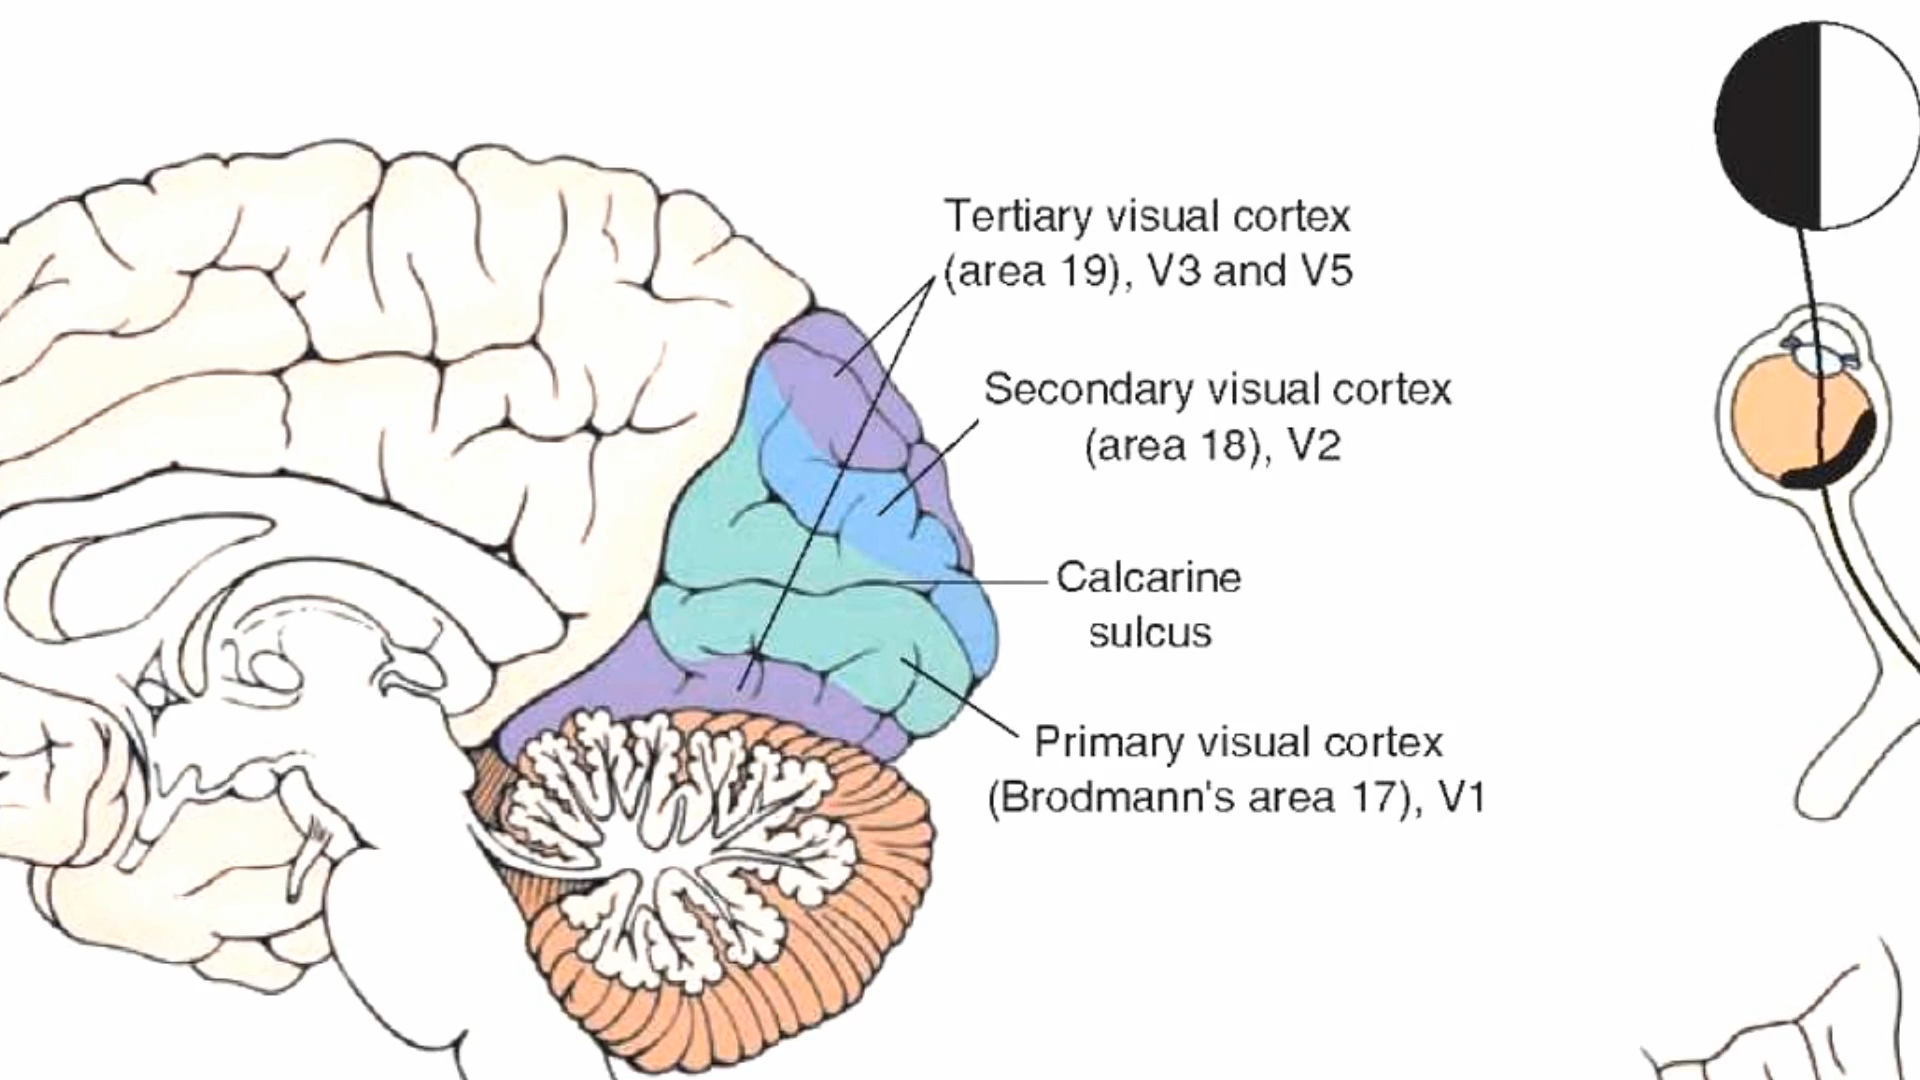 Tertiary visual cortex
(area 19), V3 and V5
Secondary visual cortex
(area 18), V2
Calcarine
sulcus
Primary visual cortex
(Brodmann's area 17), V1